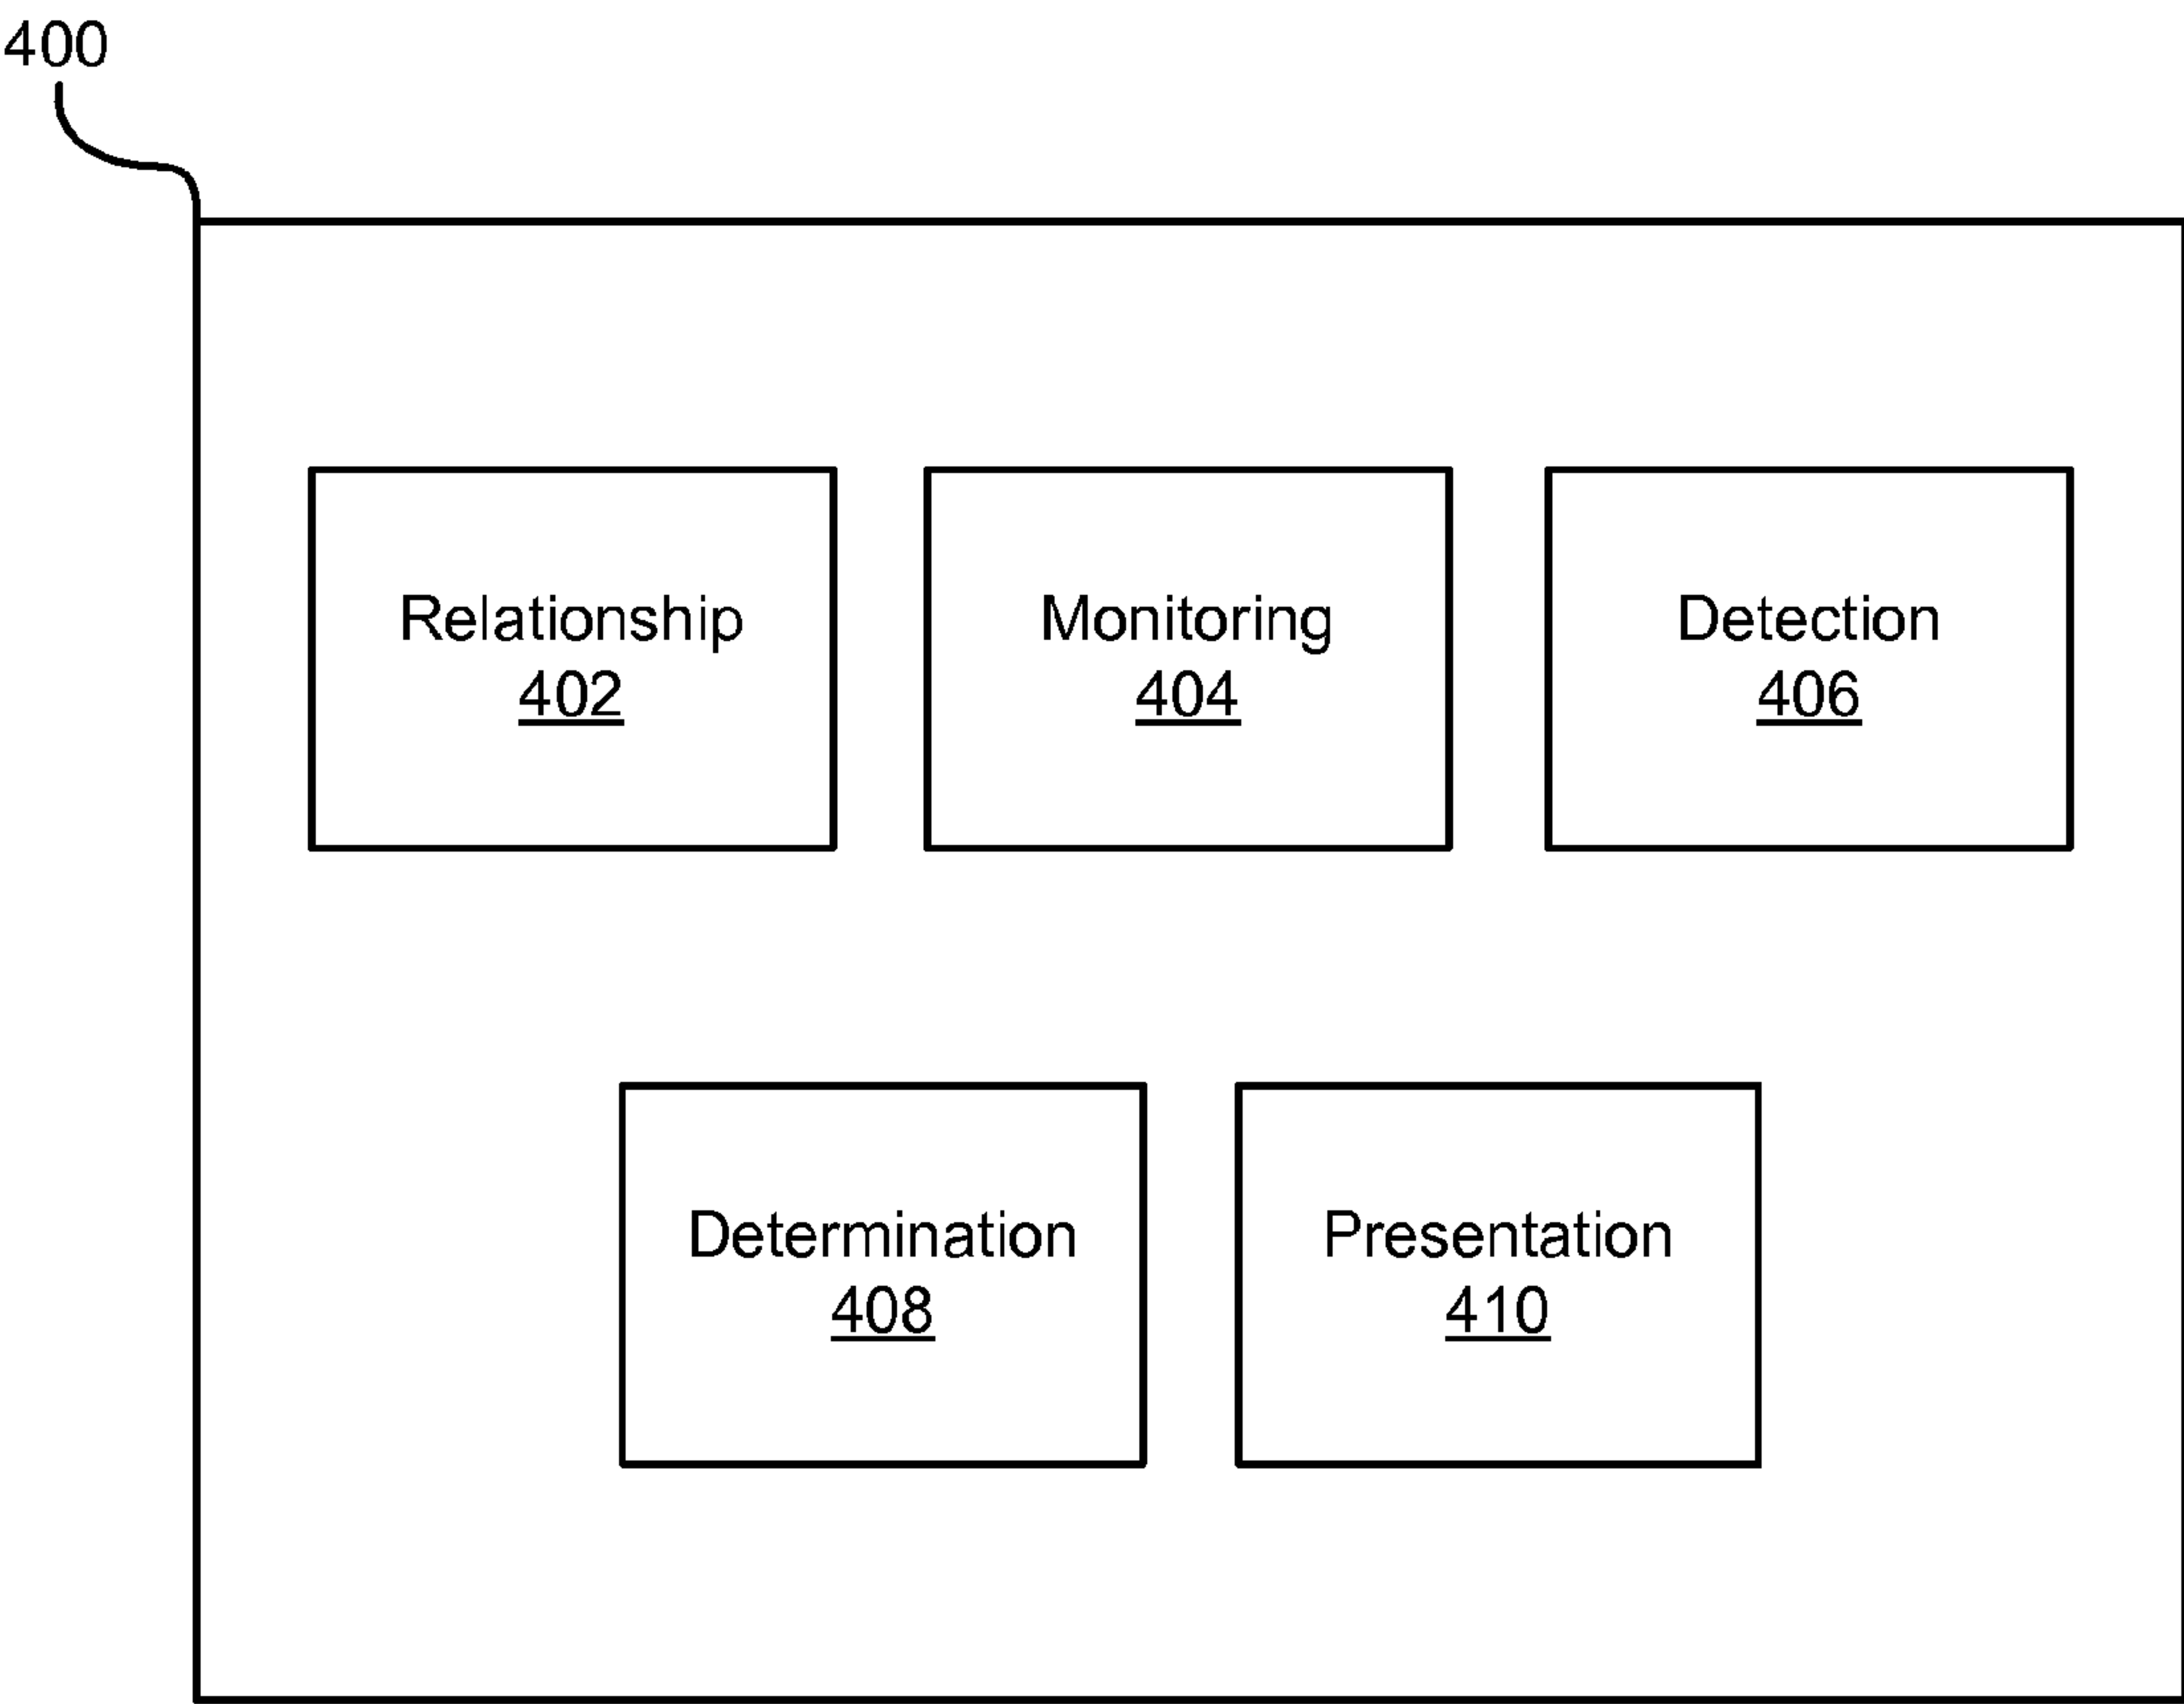 400
Relationship
402
Monitoring
404
Detection
406
Determination
408
Presentation
410